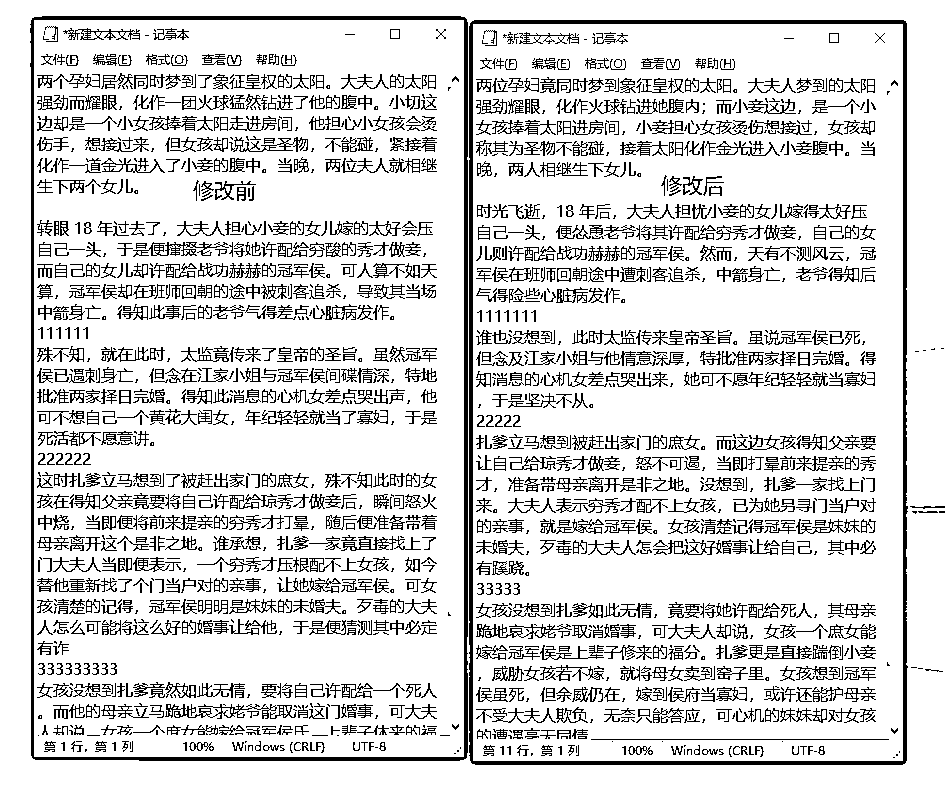 *新建文本文档 - 记事本
文件(F) 编辑(E) 格式(O) 查看(V) 帮助(H)
两个孕妇居然同时梦到了象征皇权的太阳。大夫人的太阳
强劲而耀眼，化作一团火球猛然钻进了他的腹中。小切这
边却是一个小女孩捧着太阳走进房间，他担心小女孩会烫
伤手，想接过来，但女孩却说这是圣物，不能碰，紧接着
化作一道金光进入了小妾的腹中。当晚，两位夫人就相继
生下两个女儿。
修改前
转眼 18 年过去了，大夫人担心小妾的女儿嫁的太好会压
自己一头，于是便撺掇老爷将她许配给穷酸的秀才做妾，
而自己的女儿却许配给战功赫赫的冠军侯。可人算不如天
算，冠军侯却在班师回朝的途中被刺客追杀，导致其当场
中箭身亡。得知此事后的老爷气得差点心脏病发作。
111111
殊不知，就在此时，太监竟传来了皇帝的圣旨。虽然冠军
侯已遇刺身亡，但念在江家小姐与冠军侯间碟情深，特地
批准两家择日完婚。得知此消息的心机女差点哭出声，他
可不想自己一个黄花大闺女，年纪轻轻就当了寡妇，于是
死活都不愿意讲。
222222
这时扎爹立马想到了被赶出家门的庶女，殊不知此时的女
孩在得知父亲竟要将自己许配给琼秀才做妾后，瞬间怒火
中烧，当即便将前来提亲的穷秀才打晕，随后便准备带着
母亲离开这个是非之地。谁承想，扎爹一家竟直接找上了
门大夫人当即便表示，一个穷秀才压根配不上女孩，如今
替他重新找了个门当户对的亲事，让她嫁给冠军侯。可女
孩清楚的记得，冠军侯明明是妹妹的未婚夫。歹毒的大夫
人怎么可能将这么好的婚事让给他，于是便猜测其中必定
有诈
333333333
女孩没想到扎爹竟然如此无情，要将自己许配给一个死人
。而他的母亲立马跪地哀求姥爷能取消这门婚事，可大夫
人却说 女孩一个庶女能嫁给冠军侯
第 1 行，第 1 列 100% Windows (CRLF) UTF-8
*新建文本文档 - 记事本
文件(F) 编辑(E) 格式(O) 查看(V) 帮助(H)
两位孕妇竟同时梦到象征皇权的太阳。大夫人梦到的太阳
强劲耀眼，化作火球钻进她腹内；而小妾这边，是一个小
女孩捧着太阳进房间，小妾担心女孩烫伤想接过，女孩却
称其为圣物不能碰，接着太阳化作金光进入小妾腹中。当
晚，两人相继生下女儿。
修改后
时光飞逝，18 年后，大夫人担忧小妾的女儿嫁得太好压
自己一头，便怂恿老爷将其许配给穷秀才做妾，自己的女
儿则许配给战功赫赫的冠军侯。然而，天有不测风云，冠
军侯在班师回朝途中遭刺客追杀，中箭身亡，老爷得知后
气得险些心脏病发作。
1111111
谁也没想到，此时太监传来皇帝圣旨。虽说冠军侯已死，
但念及江家小姐与他情意深厚，特批准两家择日完婚。得
知消息的心机女差点哭出来，她可不愿年纪轻轻就当寡妇
，于是坚决不从。
22222
扎爹立马想到被赶出家门的庶女。而这边女孩得知父亲要
让自己给琼秀才做妾，怒不可遏，当即打晕前来提亲的秀
才，准备带母亲离开是非之地。没想到，扎爹一家找上门
来。大夫人表示穷秀才配不上女孩，已为她另寻门当户对
的亲事，就是嫁给冠军侯。女孩清楚记得冠军侯是妹妹的
未婚夫，歹毒的大夫人怎会把这好婚事让给自己，其中必
有蹊跷。
33333
女孩没想到扎爹如此无情，竟要将她许配给死人，其母亲
跪地哀求姥爷取消婚事，可大夫人却说，女孩一个庶女能
嫁给冠军侯是上辈子修来的福分。扎爹更是直接踹倒小妾
，威胁女孩若不嫁，就将母女卖到窑子里。女孩想到冠军
侯虽死，但余威仍在，嫁到侯府当寡妇，或许还能护母亲
不受大夫人欺负，无奈只能答应，可心机的妹妹却对女孩
的遭遇毫无同情
第 11 行，第 1 列 100% Windows (CRLF) UTF-8